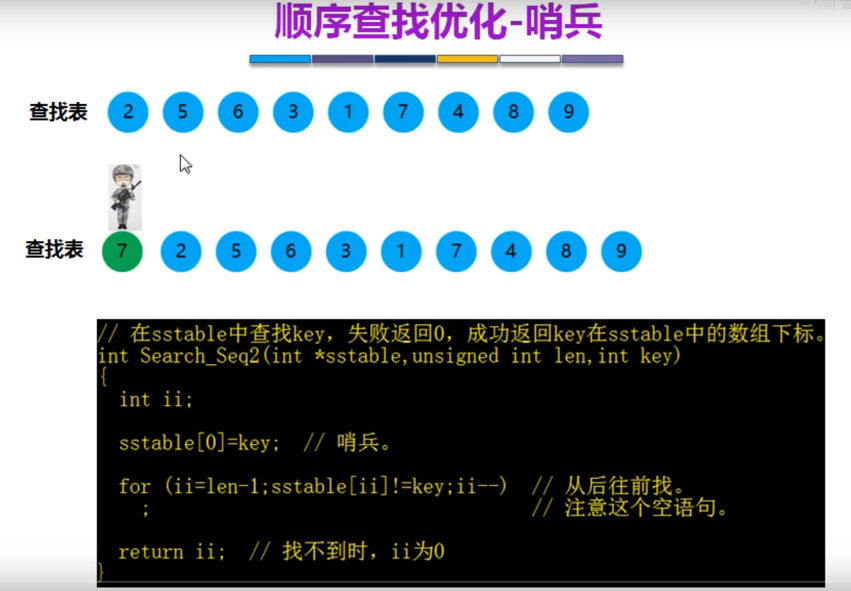 顺序查找优化-哨兵
查找表 2 5 6 3 1 7 4 8 9
查找表 7 2 5 6 3 1 7 4 8 9
// 在sstable中查找key，失败返回0，成功返回key在sstable中的数组下标。
int Search_Seq2(int *sstable,unsigned int len,int key)
{
int ii;
sstable[0]=key; // 哨兵。
for (ii=len-1;sstable[ii]!=key;ii--) // 从后往前找。
; // 注意这个空语句。
return ii; // 找不到时，ii为0
}